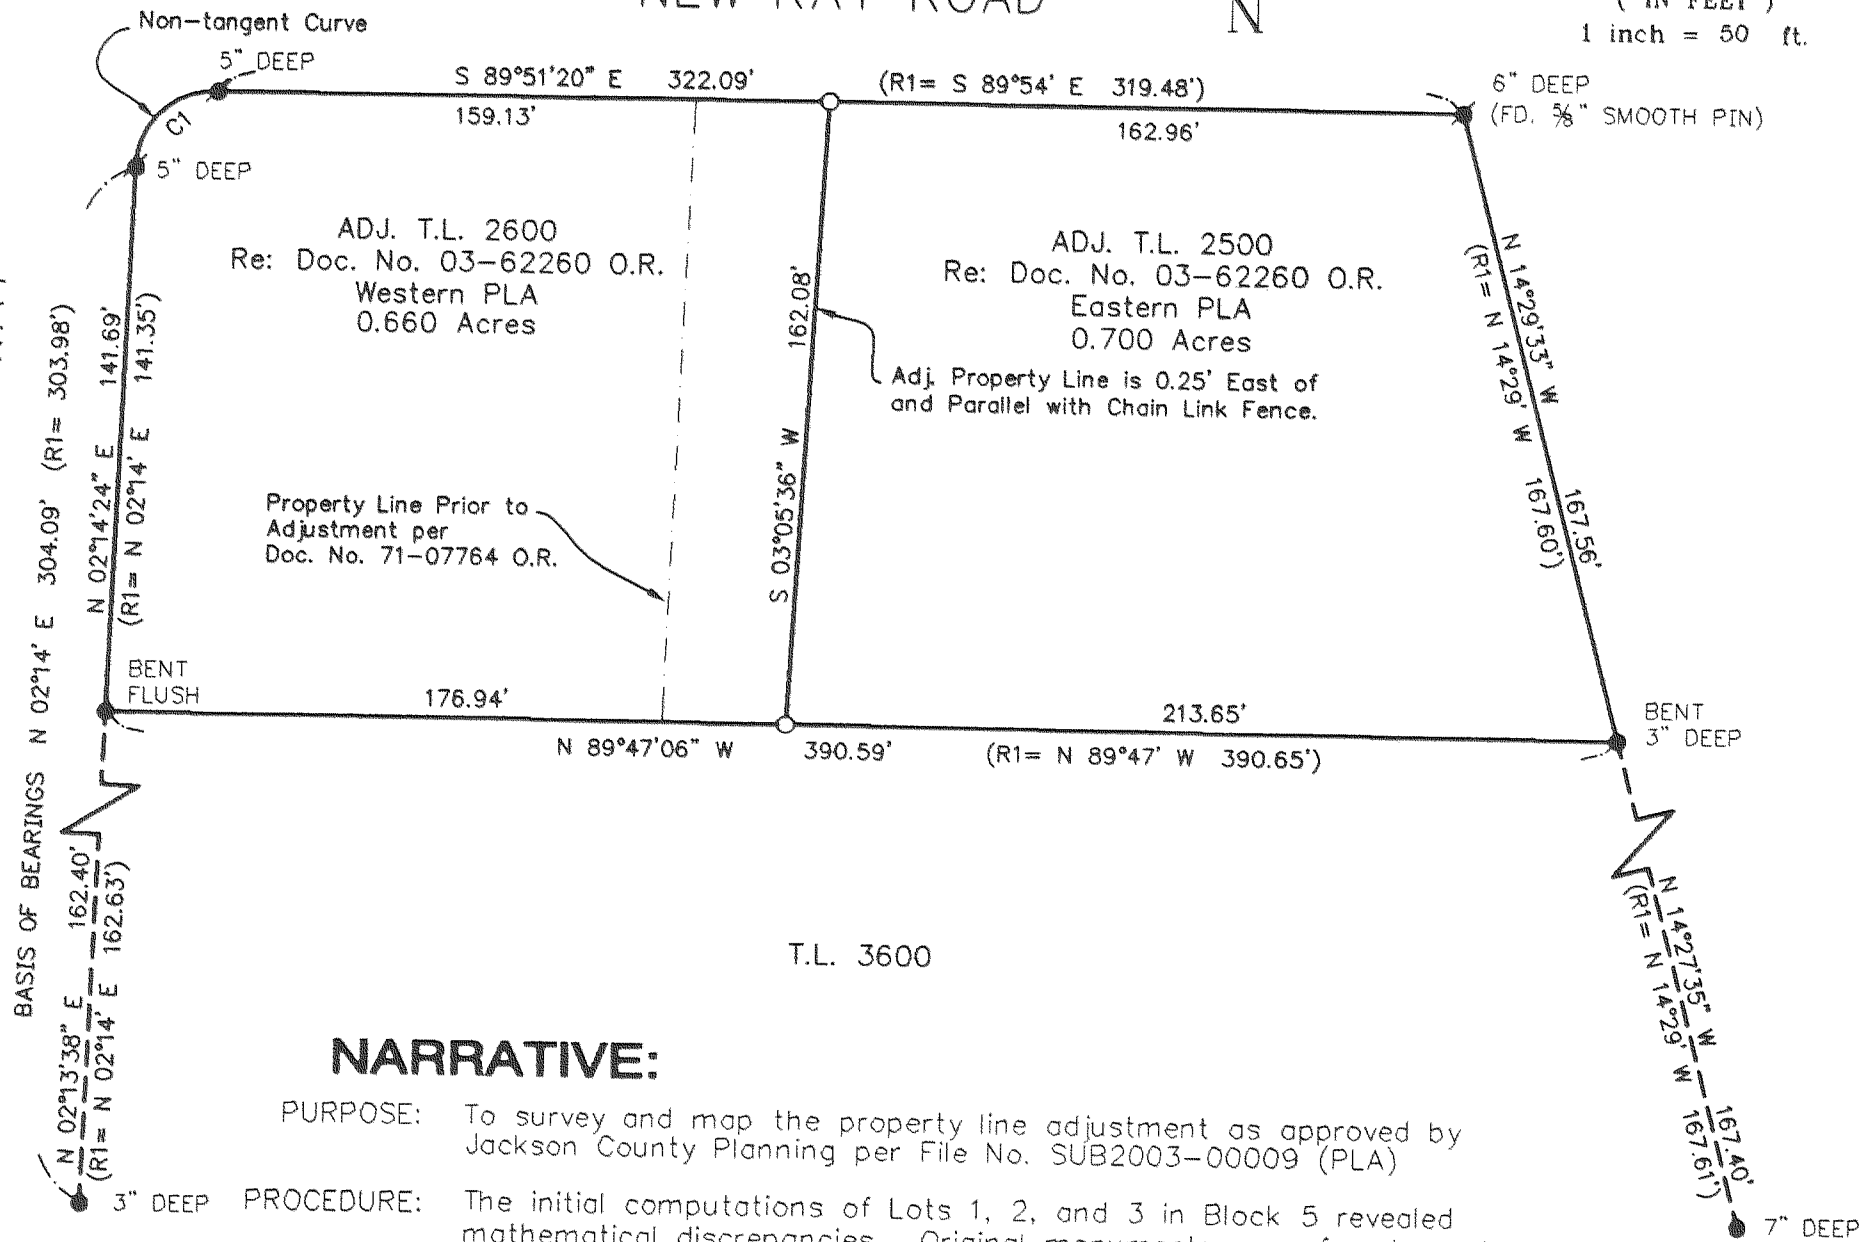 NEW RAY ROAD
N
( IN FEET )
1 inch = 50 ft.
Non-tangent Curve
5" DEEP
S 89°51'20" E 322.09' (R1= S 89°54' E 319.48')
6" DEEP
(FD. 5/8" SMOOTH PIN)
C1
159.13'
162.96'
5" DEEP
ADJ. T.L. 2600
Re: Doc. No. 03-62260 O.R.
Western PLA
0.660 Acres
ADJ. T.L. 2500
Re: Doc. No. 03-62260 O.R.
Eastern PLA
0.700 Acres
N 14°29'33" W 167.56'
(R1= N 14°29' W 167.60')
S 03°05'36" W 162.08'
Adj. Property Line is 0.25' East of
and Parallel with Chain Link Fence.
BASIS OF BEARINGS N 02°14' E 304.09' (R1= 303.98')
N 02°14'24" E 141.69'
(R1= N 02°14' E 141.35')
Property Line Prior to
Adjustment per
Doc. No. 71-07764 O.R.
BENT
FLUSH
176.94'
213.65'
BENT
3" DEEP
N 89°47'06" W 390.59' (R1= N 89°47' W 390.65')
N 02°13'38" E 162.40'
(R1= N 02°14' E 162.63')
T.L. 3600
N 14°27'35" W 167.40'
(R1= N 14°29' W 167.61')
NARRATIVE:
PURPOSE: To survey and map the property line adjustment as approved by
Jackson County Planning per File No. SUB2003-00009 (PLA)
3" DEEP
PROCEDURE: The initial computations of Lots 1, 2, and 3 in Block 5 revealed
mathematical discrepancies. Original
7" DEEP